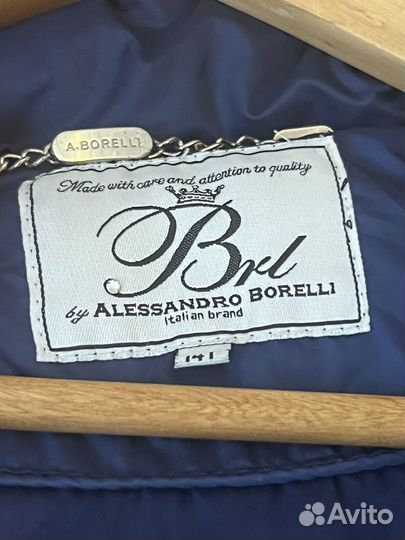 A.BORELLI
Made with care and attention to quality
Brl
by ALESSANDRO BORELLI
Italian brand
141
Avito